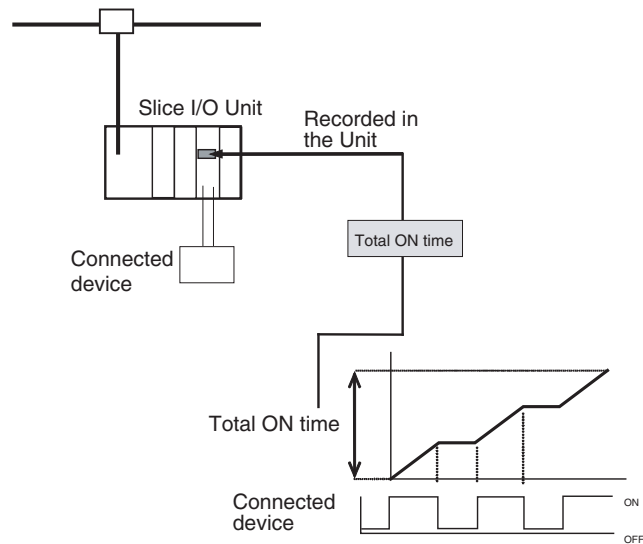 Slice I/O Unit
Recorded in
the Unit
Total ON time
Connected
device
Total ON time
Connected
device
ON
OFF